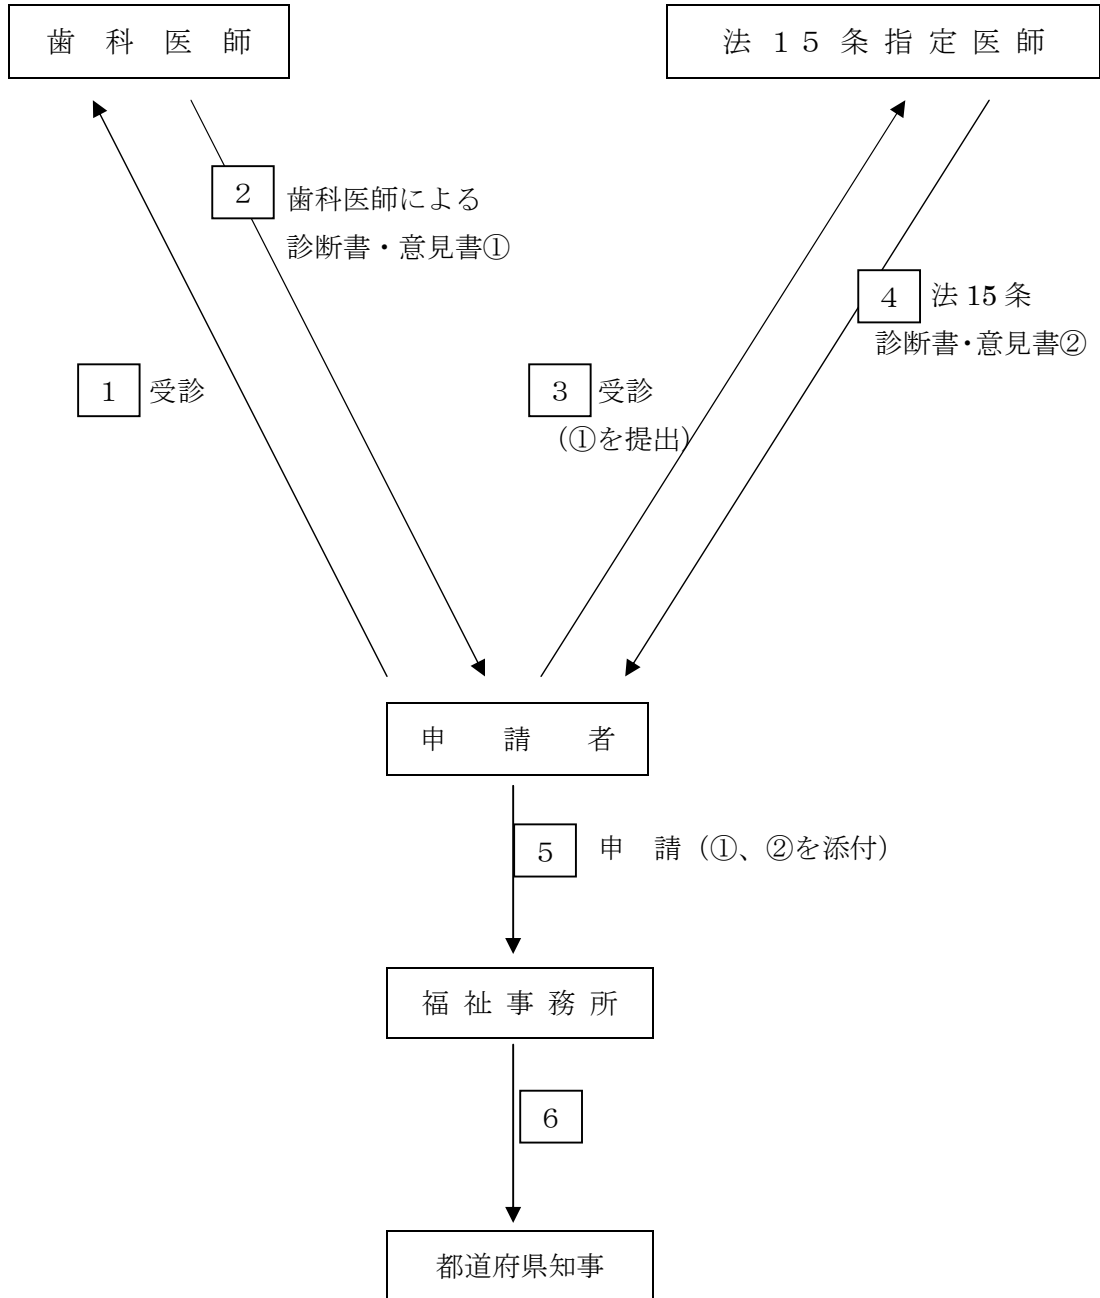 歯科医師
法15条指定医師
2
歯科医師による
診断書・意見書①
4
法15条
診断書・意見書②
1
受診
3
受診
(①を提出)
申請者
5
申 請(①、②を添付)
福祉事務所
6
都道府県知事